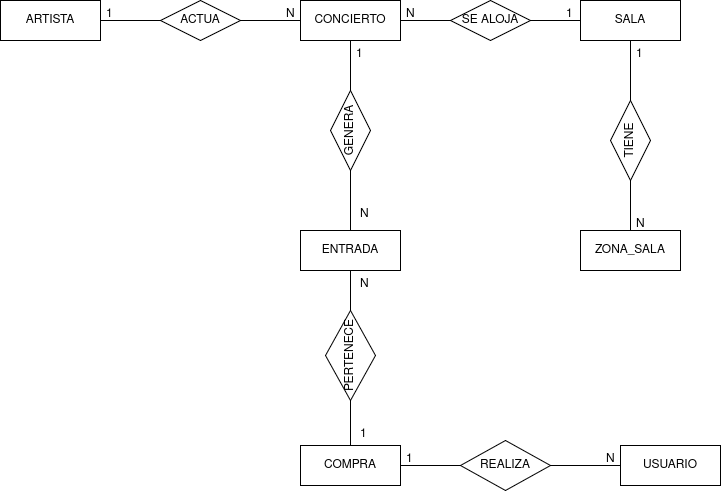 ARTISTA 1 ACTUA N CONCIERTO N SE ALOJA 1 SALA
1 1
GENERA TIENE
N N
ENTRADA ZONA_SALA
N
PERTENECE
1
COMPRA 1 REALIZA N USUARIO